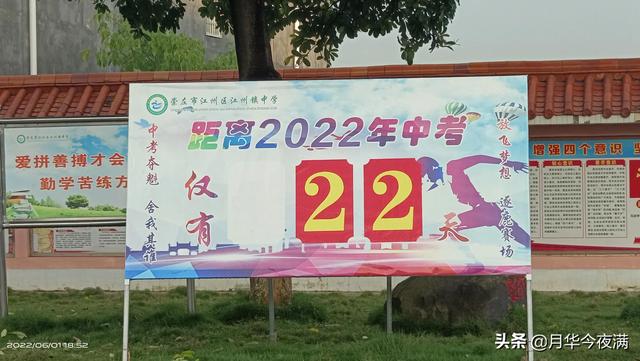 崇左市江州区江州镇中学
距离2022年中考
仅有
22
天
中考夺魁 舍我其谁
放飞梦想 逐鹿赛场
爱拼善搏才会
勤学苦练方
增强四个意识 坚
2022/06/01 18:52
头条 @月华今夜满